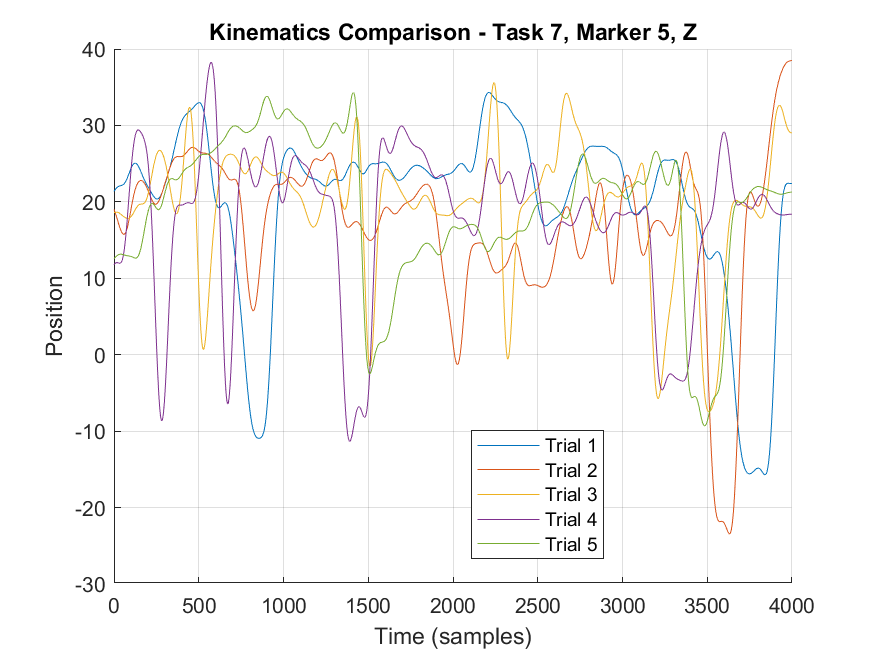 Kinematics Comparison - Task 7, Marker 5, Z
40
30
20
10
0
-10
-20
-30
Position
0 500 1000 1500 2000 2500 3000 3500 4000
Time (samples)
Trial 1
Trial 2
Trial 3
Trial 4
Trial 5